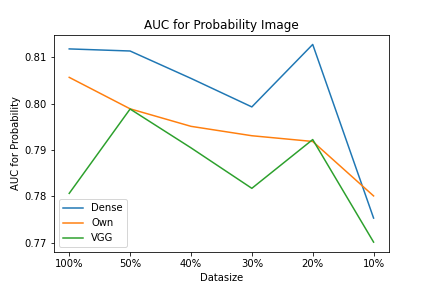 AUC for Probability Image
AUC for Probability
0.81
0.80
0.79
0.78
0.77
Dense
Own
VGG
100%
50%
40%
30%
20%
10%
Datasize